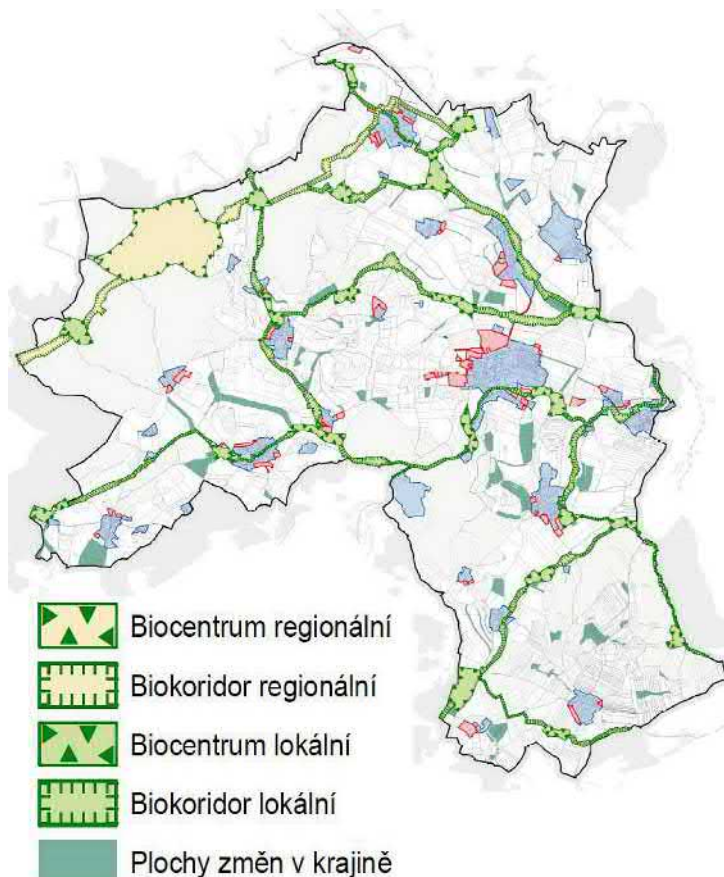 Biocentrum regionální
Biokoridor regionální
Biocentrum lokální
Biokoridor lokální
Plochy změn v krajině